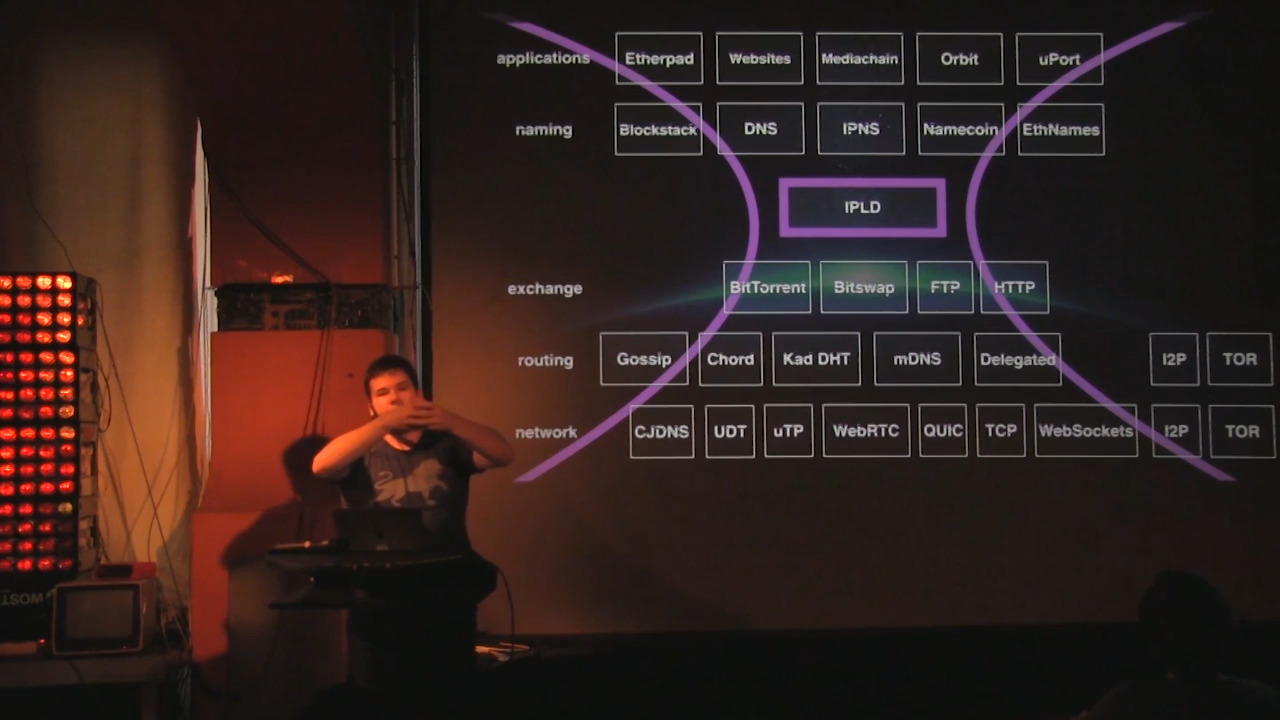 applications Etherpad Websites Mediachain Orbit uPort
naming Blockstack DNS IPNS Namecoin EthNames
IPLD
exchange BitTorrent Bitswap FTP HTTP
routing Gossip Chord Kad DHT mDNS Delegated I2P TOR
network CJDNS UDT uTP WebRTC QUIC TCP WebSockets I2P TOR